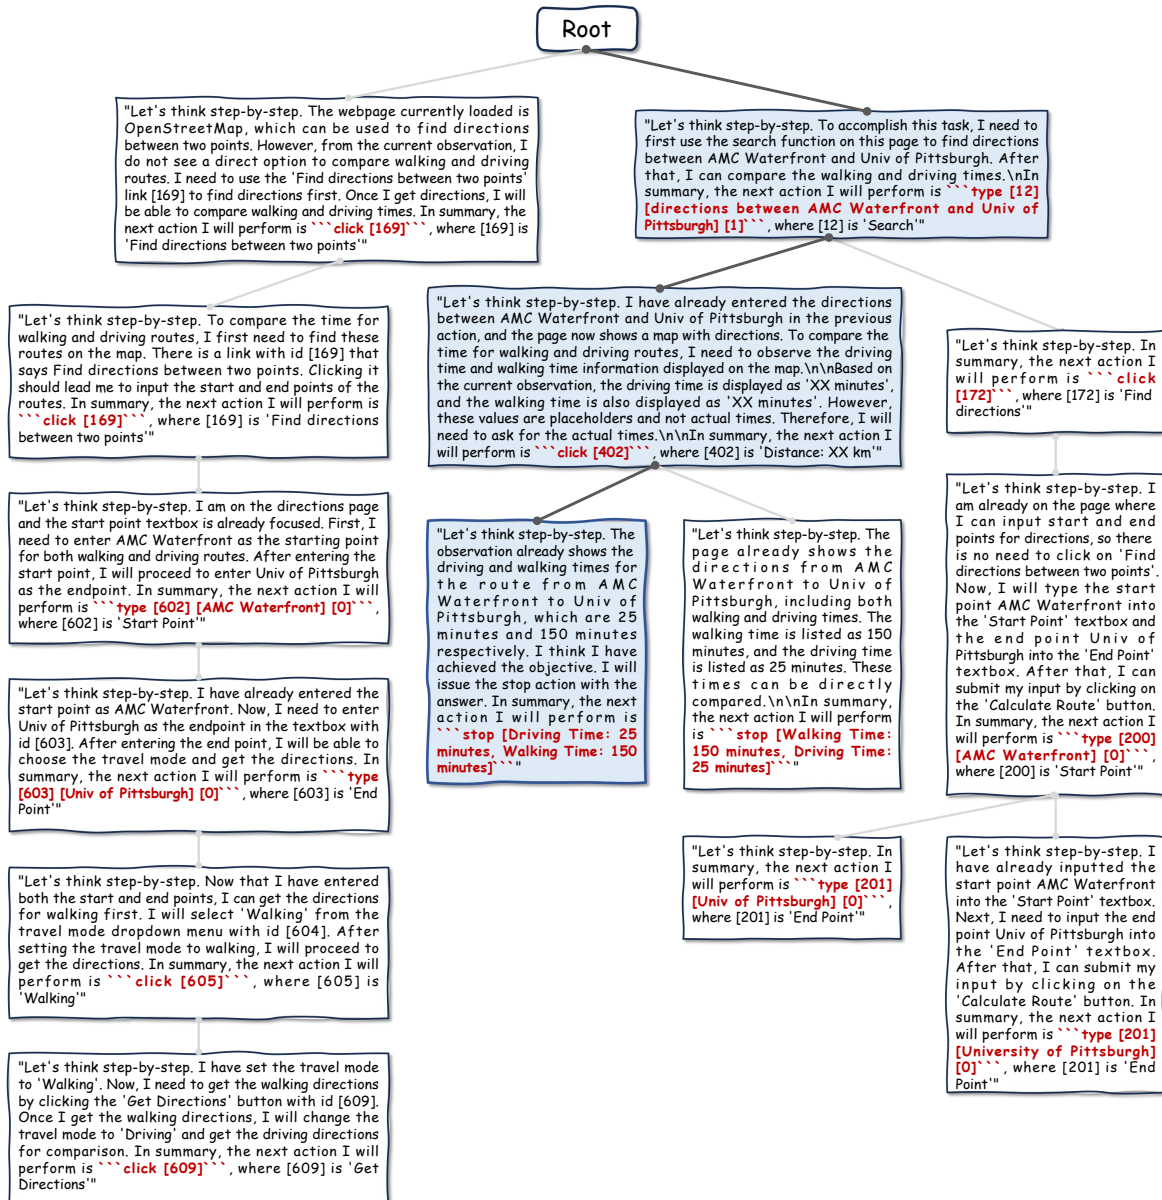 Root
"Let's think step-by-step. The webpage currently loaded is
OpenStreetMap, which can be used to find directions
between two points. However, from the current observation, I
do not see a direct option to compare walking and driving
routes. I need to use the 'Find directions between two points'
link [169] to find directions first. Once I get directions, I will
be able to compare walking and driving times. In summary, the
next action I will perform is ```click [169]```, where [169] is
'Find directions between two points'"
"Let's think step-by-step. To accomplish this task, I need to
first use the search function on this page to find directions
between AMC Waterfront and Univ of Pittsburgh. After
that, I can compare the walking and driving times.\nIn
summary, the next action I will perform is ```type [12]
[directions between AMC Waterfront and Univ of
Pittsburg] [1]```, where [12] is 'Search'"
"Let's think step-by-step. To compare the time for
walking and driving routes, I first need to find these
routes on the map. There is a link with id [169] that
says Find directions between two points. Clicking it
should lead me to input the start and end points of the
routes. In summary, the next action I will perform is
```click [169]```, where [169] is 'Find directions
between two points'"
"Let's think step-by-step. I have already entered the directions
between AMC Waterfront and Univ of Pittsburgh in the previous
action, and the page now shows a map with directions. To compare the
time for walking and driving routes, I need to observe the driving
time and walking time information displayed on the map.\n\nBased on
the current observation, the driving time is displayed as 'XX minutes',
and the walking time is also displayed as 'XX minutes'. However,
these values are placeholders and not actual times. Therefore, I will
need to ask for the actual times.\n\nIn summary, the next action I
will perform is ```click [402]```, where [402] is 'Distance: XX km'"
"Let's think step-by-step. In
summary, the next action I
will perform is ```click
[172]```, where [172] is 'Find
directions'"
"Let's think step-by-step. I am on the directions page
and the start point textbox is already focused. First, I
need to enter AMC Waterfront as the starting point
for both walking and driving routes. After entering the
start point, I will proceed to enter Univ of Pittsburgh
as the endpoint. In summary, the next action I will
perform is ```type [602] [AMC Waterfront] [0]```,
where [602] is 'Start Point'"
"Let's think step-by-step. The
observation already shows the
driving and walking times for
the route from AMC
Waterfront to Univ of
Pittsburgh, which are 25
minutes and 150 minutes
respectively. I think I have
achieved the objective. I will
issue the stop action with the
answer. In summary, the next
action I will perform is
```stop [Driving Time: 25
minutes, Walking Time: 150
minutes]```"
"Let's think step-by-step. The
page already shows the
directions from AMC
Waterfront to Univ of
Pittsburgh, including both
walking and driving times. The
walking time is listed as 150
minutes, and the driving time
is listed as 25 minutes. These
times can be directly
compared.\n\nIn summary,
the next action I will perform
is ```stop [Walking Time:
150 minutes, Driving Time:
25 minutes]```"
"Let's think step-by-step. I
am already on the page where
I can input start and end
points for directions, so there
is no need to click on 'Find
directions between two points'.
Now, I will type the start
point AMC Waterfront into
the 'Start Point' textbox and
the end point Univ of
Pittsburgh into the 'End Point'
textbox. After that, I can
submit my input by clicking on
the 'Calculate Route' button.
In summary, the next action I
will perform is ```type [200]
[AMC Waterfront] [0]```,
where [200] is 'Start Point'"
"Let's think step-by-step. I have already entered the
start point as AMC Waterfront. Now, I need to enter
Univ of Pittsburgh as the endpoint in the textbox with
id [603]. After entering the end point, I will be able to
choose the travel mode and get the directions. In
summary, the next action I will perform is ```type
[603] [Univ of Pittsburgh] [0]```, where [603] is 'End
Point'"
"Let's think step-by-step. In
summary, the next action I
will perform is ```type [201]
[Univ of Pittsburgh] [0]```,
where [201] is 'End Point'"
"Let's think step-by-step. I
have already inputted the
start point AMC Waterfront
into the 'Start Point' textbox.
Next, I need to input the end
point Univ of Pittsburgh into
the 'End Point' textbox.
After that, I can submit my
input by clicking on the
'Calculate Route' button. In
summary, the next action I
will perform is ```type [201]
[University of Pittsburgh]
[0]```, where [201] is 'End
Point'"
"Let's think step-by-step. Now that I have entered
both the start and end points, I can get the directions
for walking first. I will select 'Walking' from the
travel mode dropdown menu with id [604]. After
setting the travel mode to walking, I will proceed to
get the directions. In summary, the next action I will
perform is ```click [605]```, where [605] is
'Walking'"
"Let's think step-by-step. I have set the travel mode
to 'Walking'. Now, I need to get the walking directions
by clicking the 'Get Directions' button with id [609].
Once I get the walking directions, I will change the
travel mode to 'Driving' and get the driving directions
for comparison. In summary, the next action I will
perform is ```click [609]```, where [609] is 'Get
Directions'"